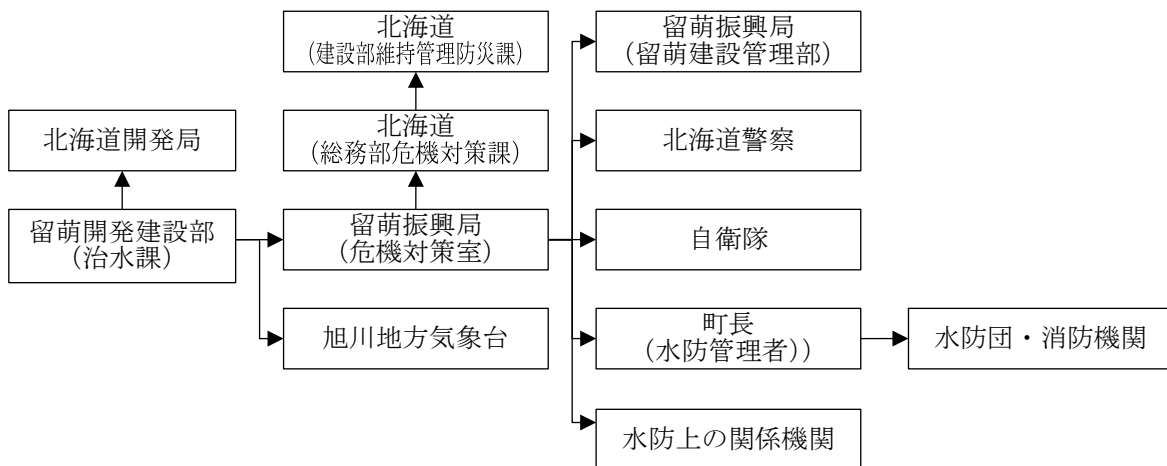 北海道
（建設部維持管理防災課）
留萌振興局
（留萌建設管理部）
北海道開発局
北海道
（総務部危機対策課）
北海道警察
留萌開発建設部
（治水課）
留萌振興局
（危機対策室）
自衛隊
旭川地方気象台
町長
（水防管理者））
水防団・消防機関
水防上の関係機関